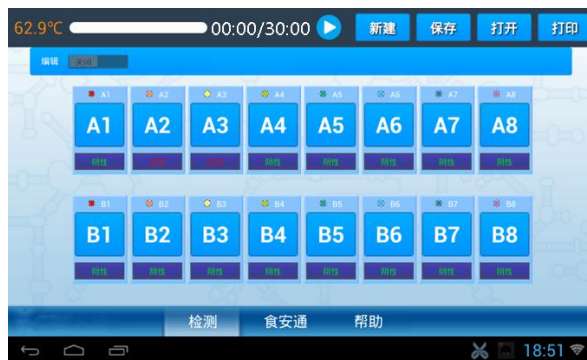 62.9℃ 00:00/30:00 新建 保存 打开 打印
编辑 关闭
A1 A2 A3 A4 A5 A6 A7 A8
A1 A2 A3 A4 A5 A6 A7 A8
阴性 阴性 阴性 阴性 阴性 阴性
B1 B2 B3 B4 B5 B6 B7 B8
B1 B2 B3 B4 B5 B6 B7 B8
阴性 阴性 阴性 阴性 阴性 阴性 阴性 阴性
检测 食安通 帮助
18:51